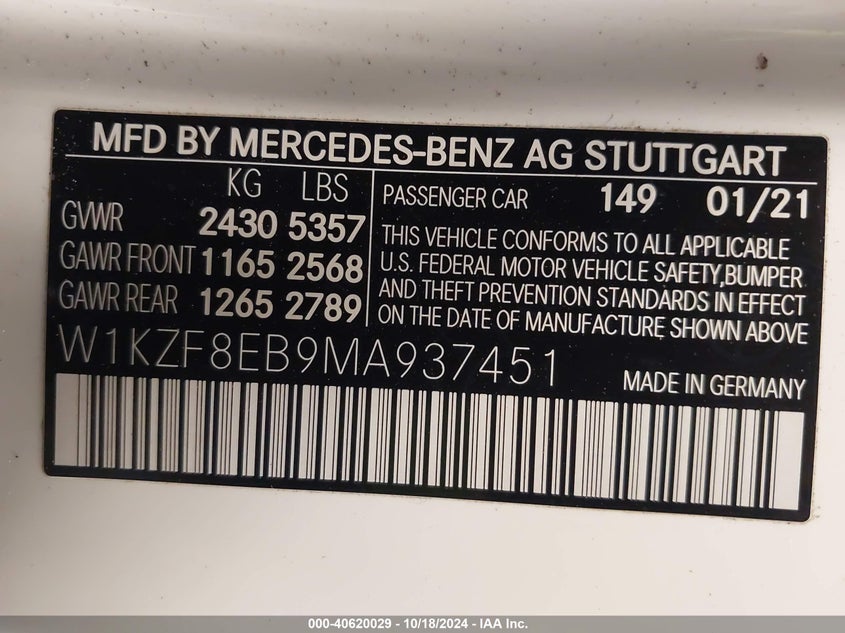 MFD BY MERCEDES-BENZ AG STUTTGART
KG LBS
GVWR 2430 5357
GAWR FRONT 1165 2568
GAWR REAR 1265 2789
PASSENGER CAR 149 01/21
THIS VEHICLE CONFORMS TO ALL APPLICABLE
U.S. FEDERAL MOTOR VEHICLE SAFETY,BUMPER
AND THEFT PREVENTION STANDARDS IN EFFECT
ON THE DATE OF MANUFACTURE SHOWN ABOVE
W1KZF8EB9MA937451
MADE IN GERMANY
000-40620029 - 10/18/2024 - IAA Inc.